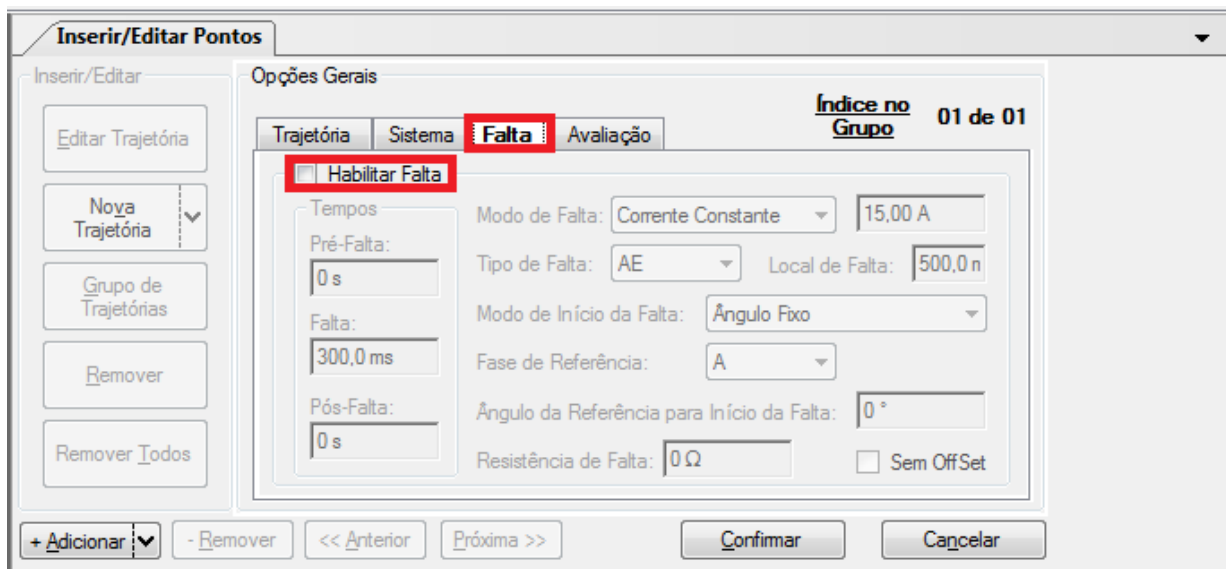 Inserir/Editar Pontos
Inserir/Editar
Editar Trajetória
Nova
Trajetória
Grupo de
Trajetórias
Remover
Remover Todos
Opções Gerais
Índice no
Grupo
01 de 01
Trajetória Sistema Falta Avaliação
Habilitar Falta
Tempos
Pré-Falta:
0 s
Falta:
300,0 ms
Pós-Falta:
0 s
Modo de Falta: Corrente Constante 15,00 A
Tipo de Falta: AE Local de Falta: 500,0 n
Modo de Início da Falta: Ângulo Fixo
Fase de Referência: A
Ângulo da Referência para Início da Falta: 0 °
Resistência de Falta: 0 Ω Sem OffSet
+ Adicionar - Remover << Anterior Próxima >> Confirmar Cancelar